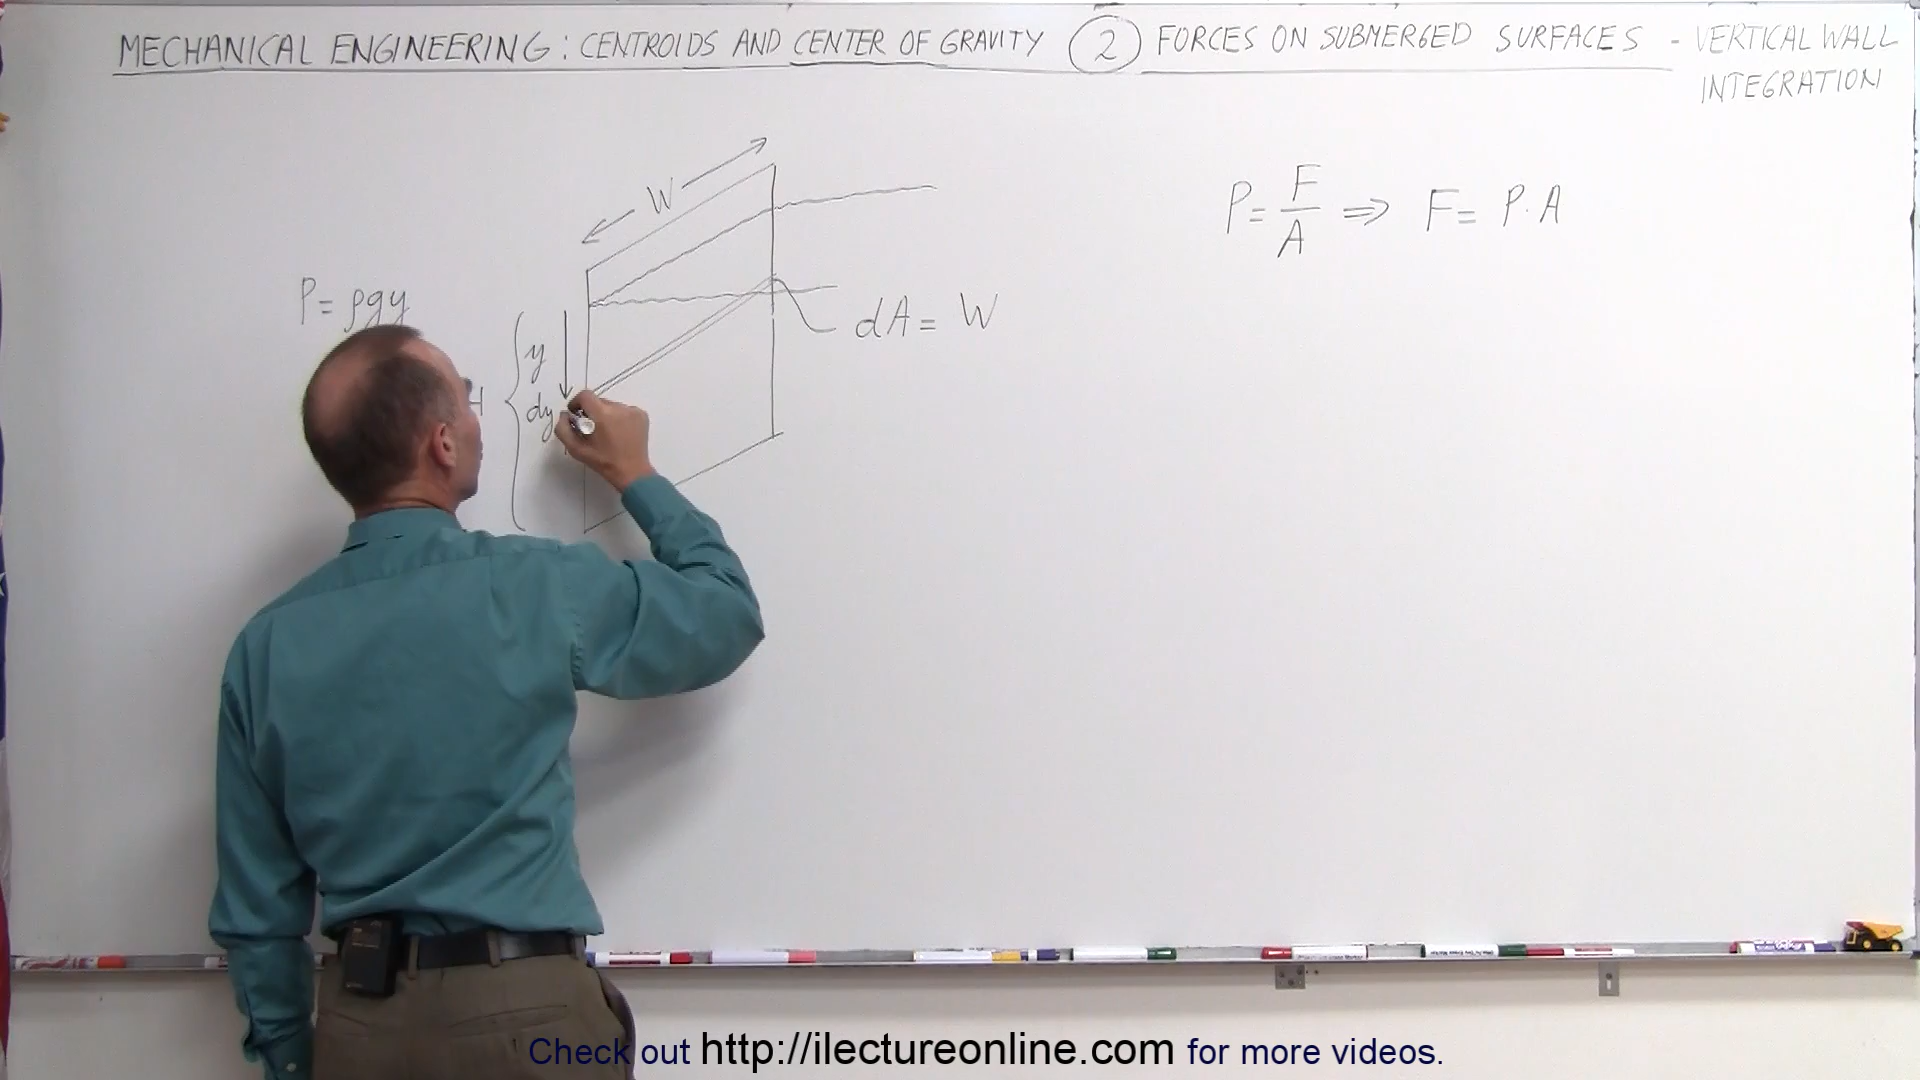 MECHANICAL ENGINEERING: CENTROIDS AND CENTER OF GRAVITY (2) FORCES ON SUBMERGED SURFACES - VERTICAL WALL
INTEGRATION
W
P = F/A ⇒ F = P·A
P = ρgy
dA = W
y
H
dy
Check out http://ilectureonline.com for more videos.